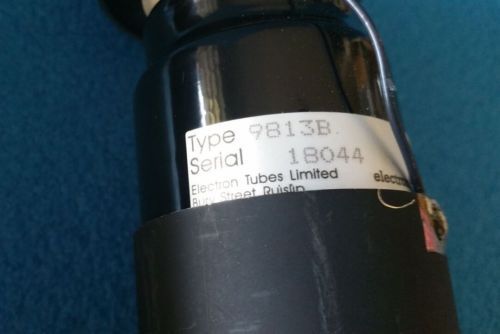 Type 9813B.
Serial 18044
Electron Tubes Limited electron
Bury Street Ruislip